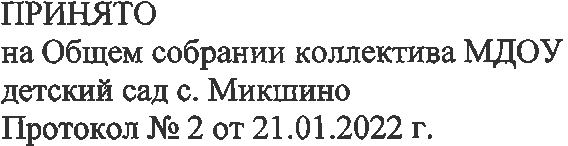 ПРИНЯТО
на Общем собрании коллектива МДОУ
детский сад с. Микшино
Протокол № 2 от 21.01.2022 г.